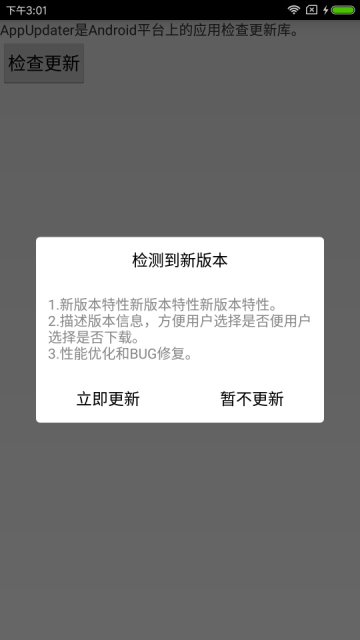 下午3:01
AppUpdater是Android平台上的应用检查更新库。
检查更新
检测到新版本
1.新版本特性新版本特性新版本特性。
2.描述版本信息，方便用户选择是否便用户
选择是否下载。
3.性能优化和BUG修复。
立即更新
暂不更新